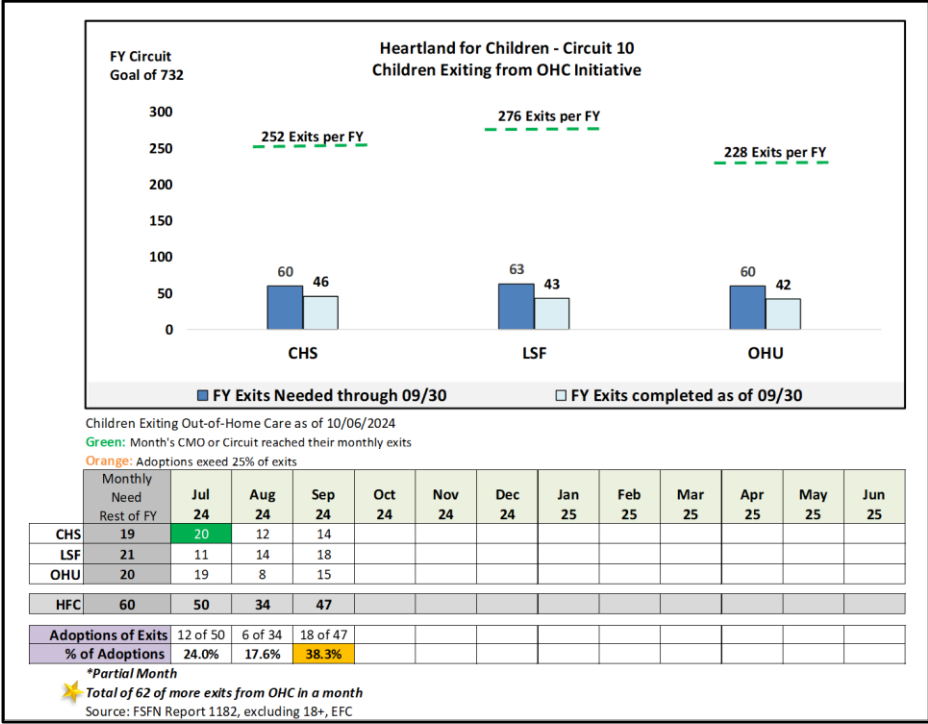 FY Circuit
Goal of 732
Heartland for Children - Circuit 10
Children Exiting from OHC Initiative
300
250
200
150
100
50
0
252 Exits per FY
276 Exits per FY
228 Exits per FY
60
46
63
43
60
42
CHS
LSF
OHU
FY Exits Needed through 09/30
FY Exits completed as of 09/30
Children Exiting Out-of-Home Care as of 10/06/2024
Green: Month's CMO or Circuit reached their monthly exits
Orange: Adoptions exeed 25% of exits
Monthly Need Rest of FY Jul 24 Aug 24 Sep 24 Oct 24 Nov 24 Dec 24 Jan 25 Feb 25 Mar 25 Apr 25 May 25 Jun 25
CHS 19 20 12 14
LSF 21 11 14 18
OHU 20 19 8 15
HFC 60 50 34 47
Adoptions of Exits 12 of 50 6 of 34 18 of 47
% of Adoptions 24.0% 17.6% 38.3%
*Partial Month
Total of 62 of more exits from OHC in a month
Source: FSFN Report 1182, excluding 18+, EFC